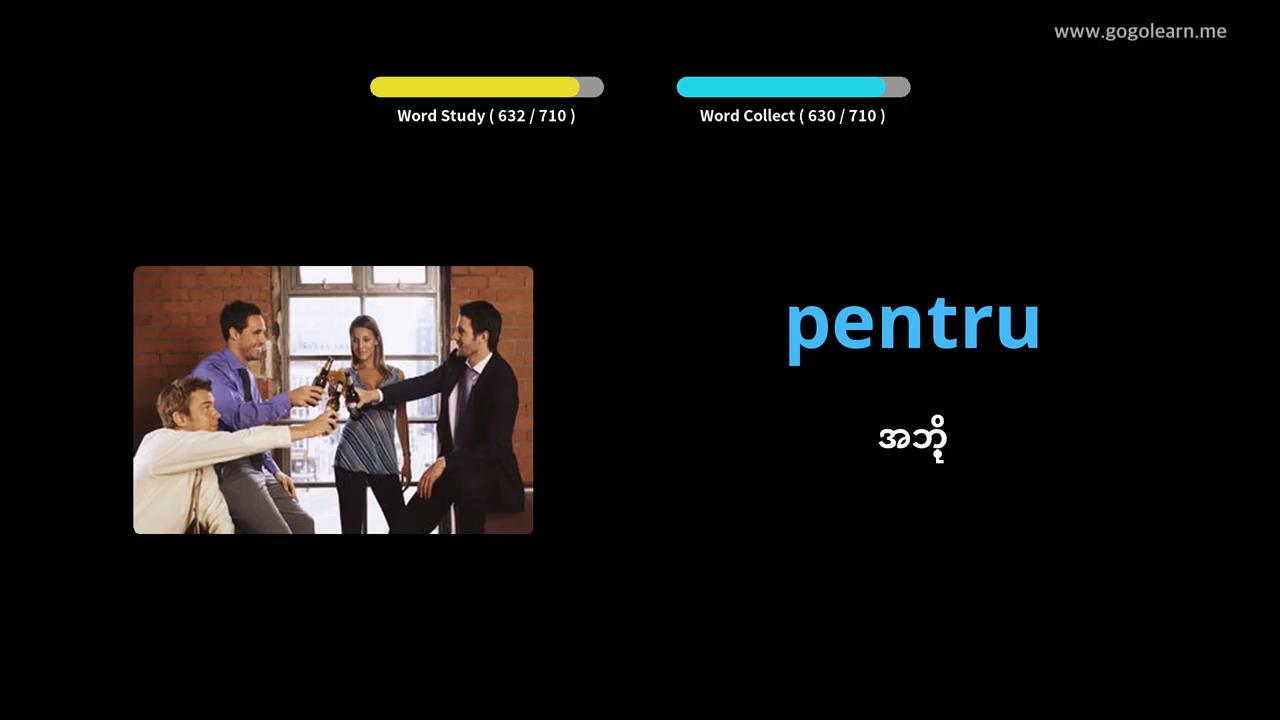 www.gogolearn.me
Word Study ( 632 / 710 )
Word Collect ( 630 / 710 )
pentru
အဘို့